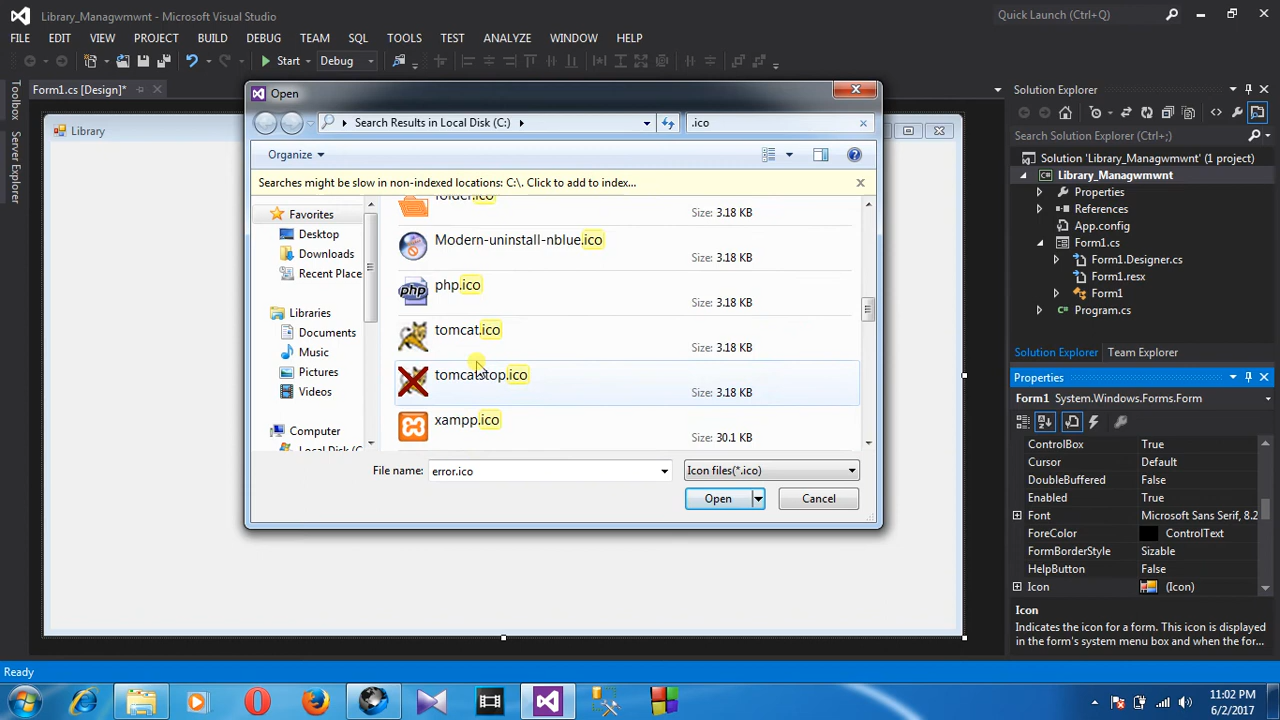 Library_Managwmwnt - Microsoft Visual Studio
Quick Launch (Ctrl+Q)
FILE EDIT VIEW PROJECT BUILD DEBUG TEAM SQL TOOLS TEST ANALYZE WINDOW HELP
Start Debug
Toolbox
Server Explorer
Form1.cs [Design]*
Library
Open
Search Results in Local Disk (C:)
.ico
Organize
Searches might be slow in non-indexed locations: C:\. Click to add to index...
Favorites
Desktop
Downloads
Recent Place
Libraries
Documents
Music
Pictures
Videos
Computer
folder.ico
Size: 3.18 KB
Modern-uninstall-nblue.ico
Size: 3.18 KB
php.ico
Size: 3.18 KB
tomcat.ico
Size: 3.18 KB
tomcatstop.ico
Size: 3.18 KB
xampp.ico
Size: 30.1 KB
File name: error.ico
Icon files(*.ico)
Open
Cancel
Solution Explorer
Search Solution Explorer (Ctrl+;)
Solution 'Library_Managwmwnt' (1 project)
Library_Managwmwnt
Properties
References
App.config
Form1.cs
Form1.Designer.cs
Form1.resx
Form1
Program.cs
Solution Explorer Team Explorer
Properties
Form1 System.Windows.Forms.Form
ControlBox True
Cursor Default
DoubleBuffered False
Enabled True
Font Microsoft Sans Serif, 8.2
ForeColor ControlText
FormBorderStyle Sizable
HelpButton False
Icon (Icon)
Icon
Indicates the icon for a form. This icon is displayed
in the form's system menu box and when the for...
Ready
11:02 PM
6/2/2017